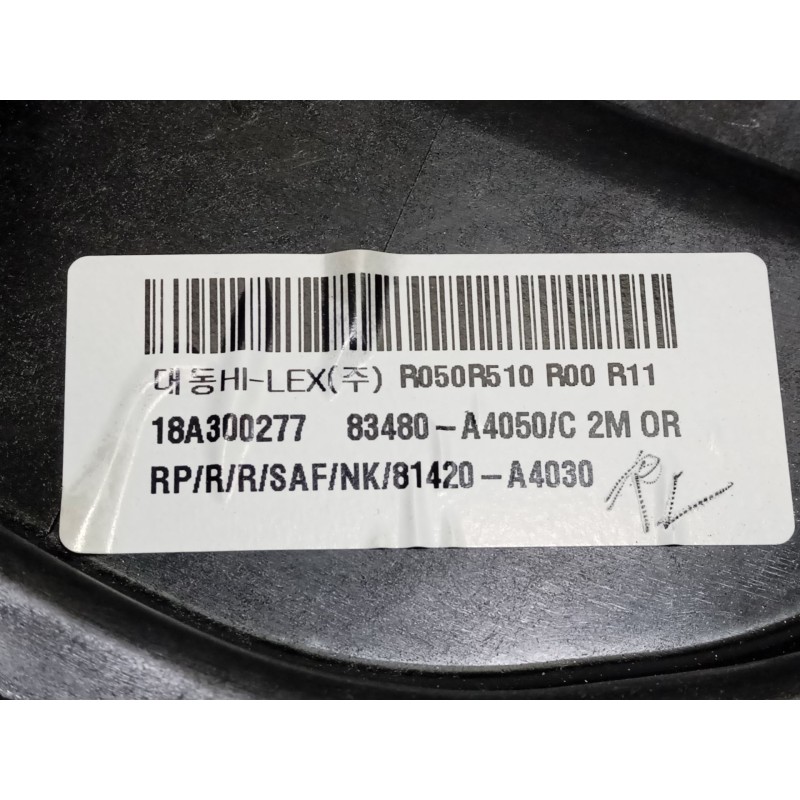 대동HI-LEX(주) R050R510 R00 R11
18A300277 83480-A4050/C 2M OR
RP/R/R/SAF/NK/81420-A4030
RL